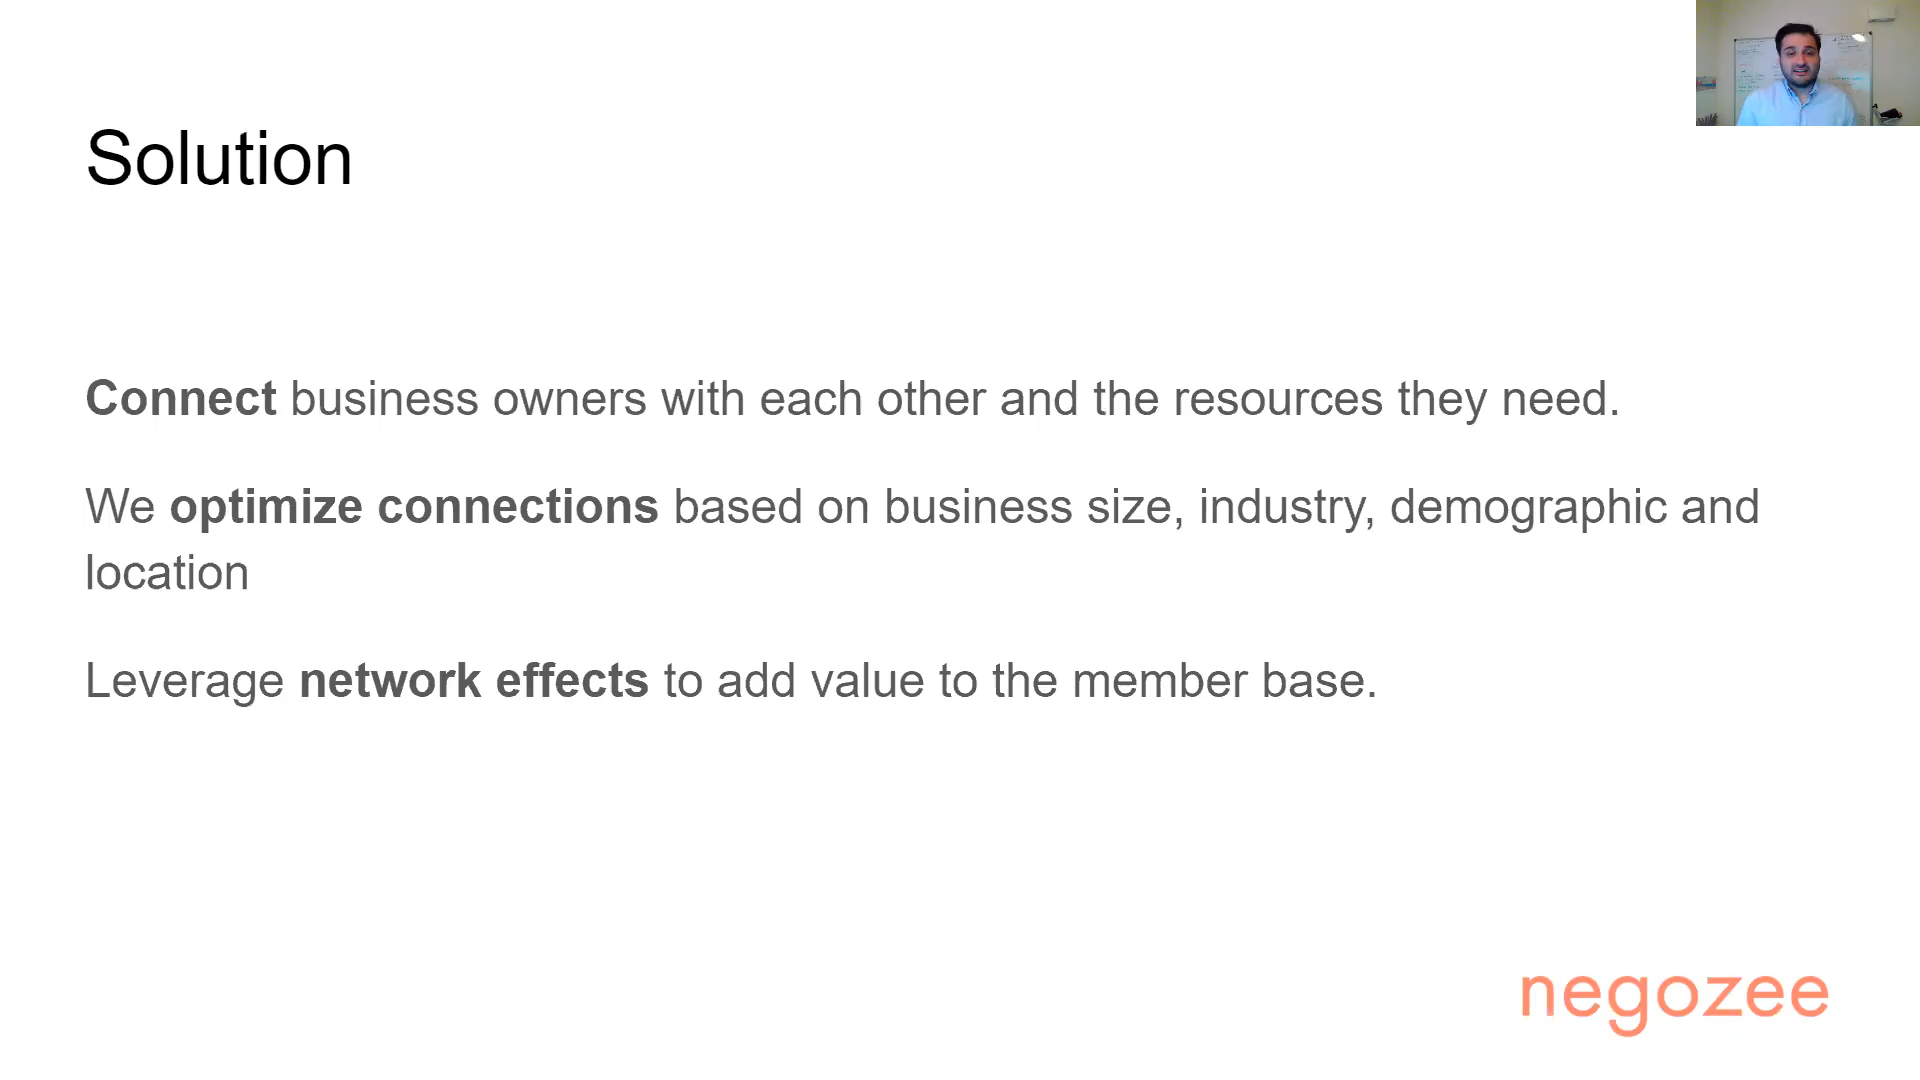 Solution
Connect business owners with each other and the resources they need.
We optimize connections based on business size, industry, demographic and
location
Leverage network effects to add value to the member base.
negozee